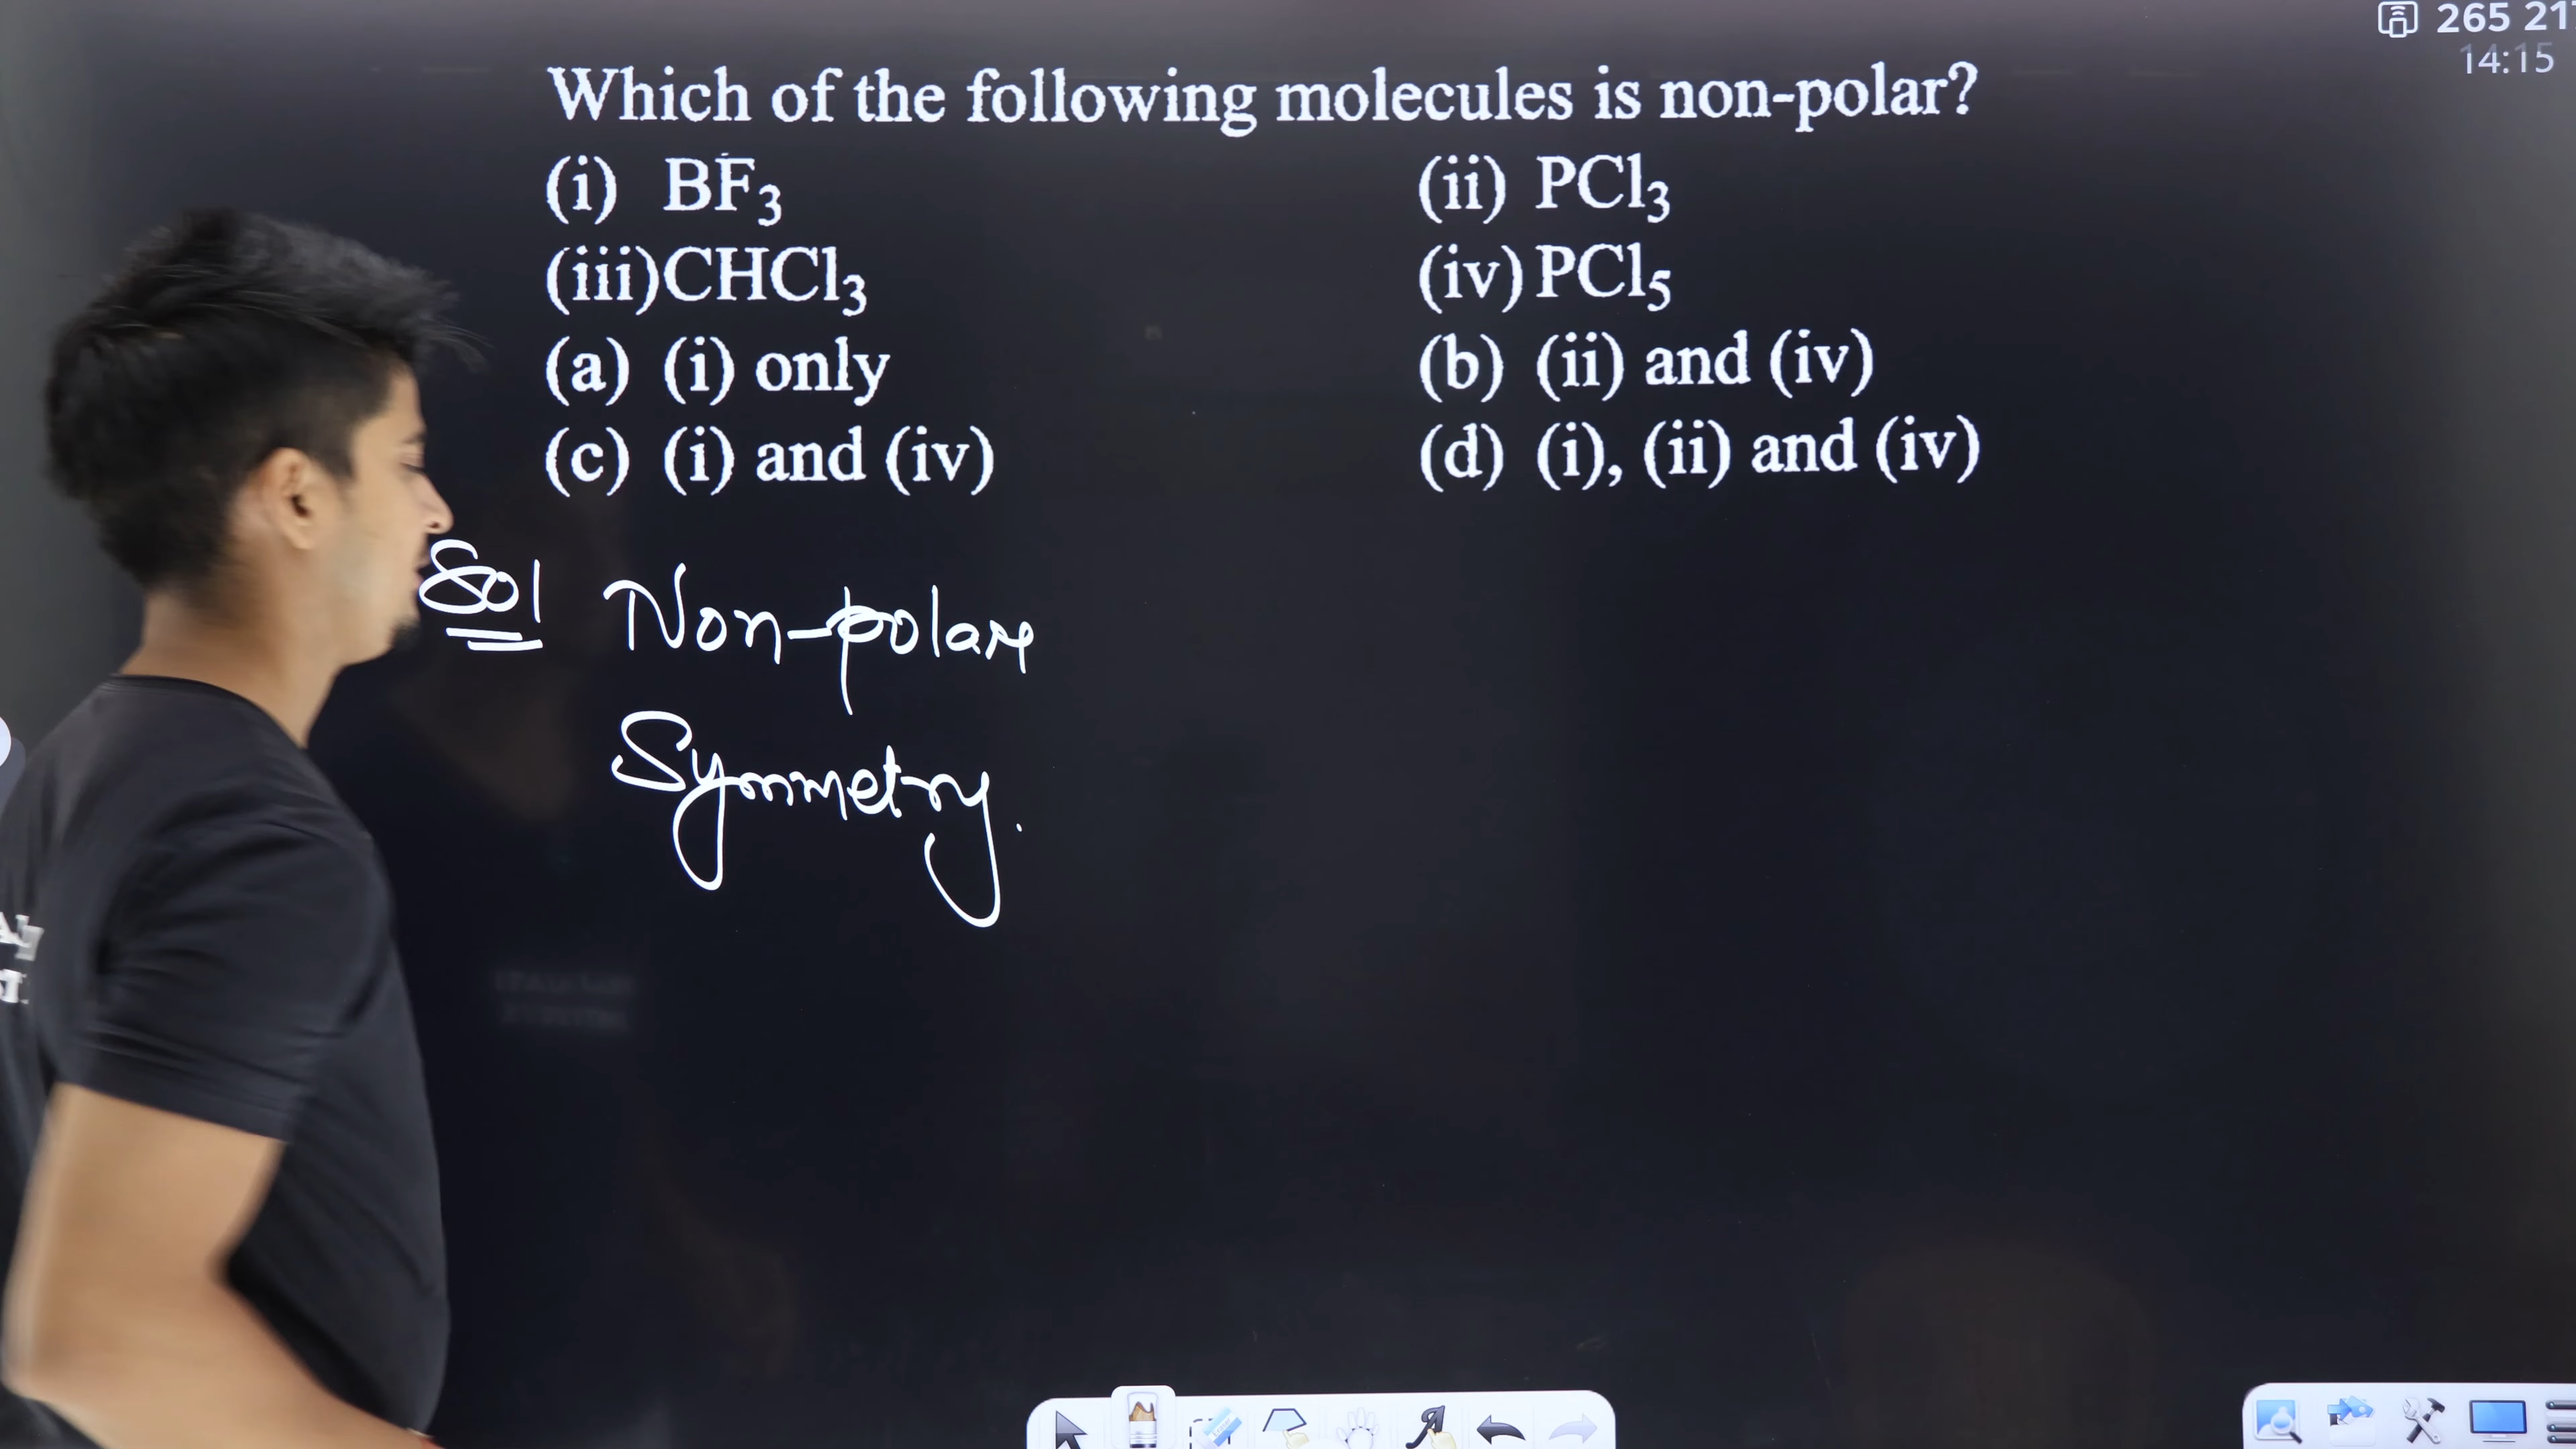 265 21
14:15
Which of the following molecules is non-polar?
(i) BF3 (ii) PCl3
(iii) CHCl3 (iv) PCl5
(a) (i) only (b) (ii) and (iv)
(c) (i) and (iv) (d) (i), (ii) and (iv)
Sol Non-polar
Symmetry.